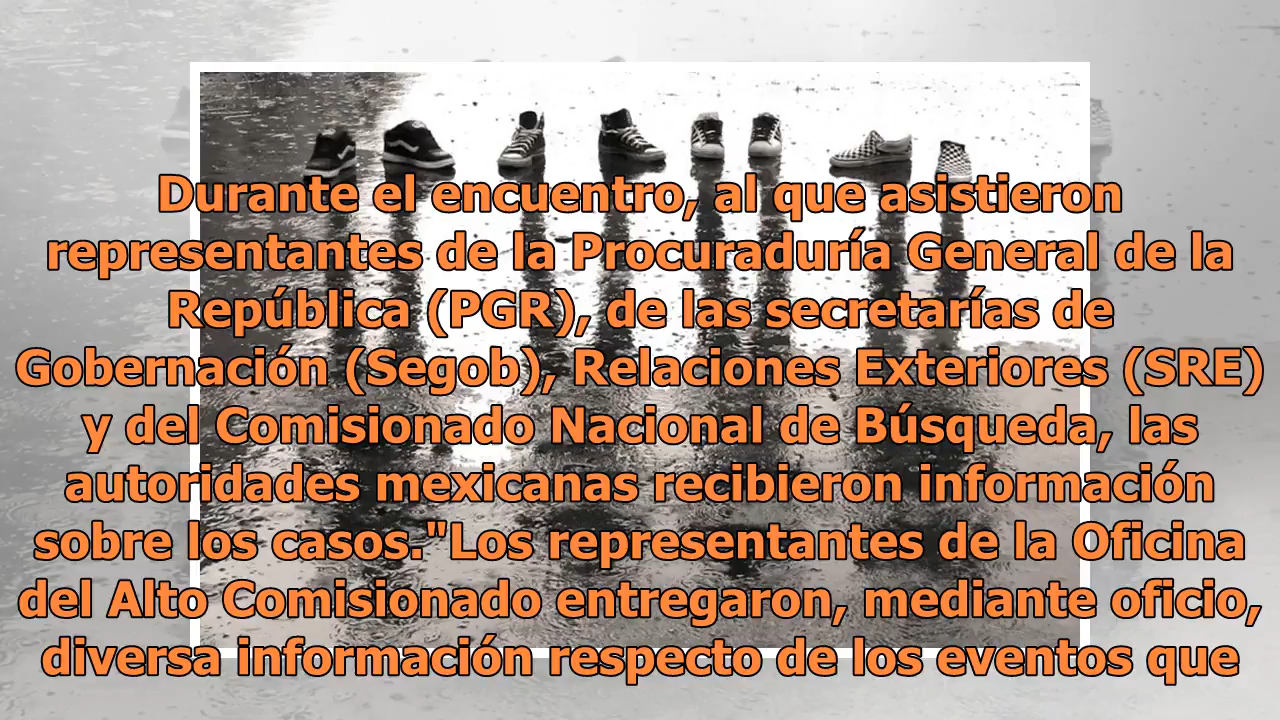 Durante el encuentro, al que asistieron
representantes de la Procuraduría General de la
República (PGR), de las secretarías de
Gobernación (Segob), Relaciones Exteriores (SRE)
y del Comisionado Nacional de Búsqueda, las
autoridades mexicanas recibieron información
sobre los casos."Los representantes de la Oficina
del Alto Comisionado entregaron, mediante oficio,
diversa información respecto de los eventos que